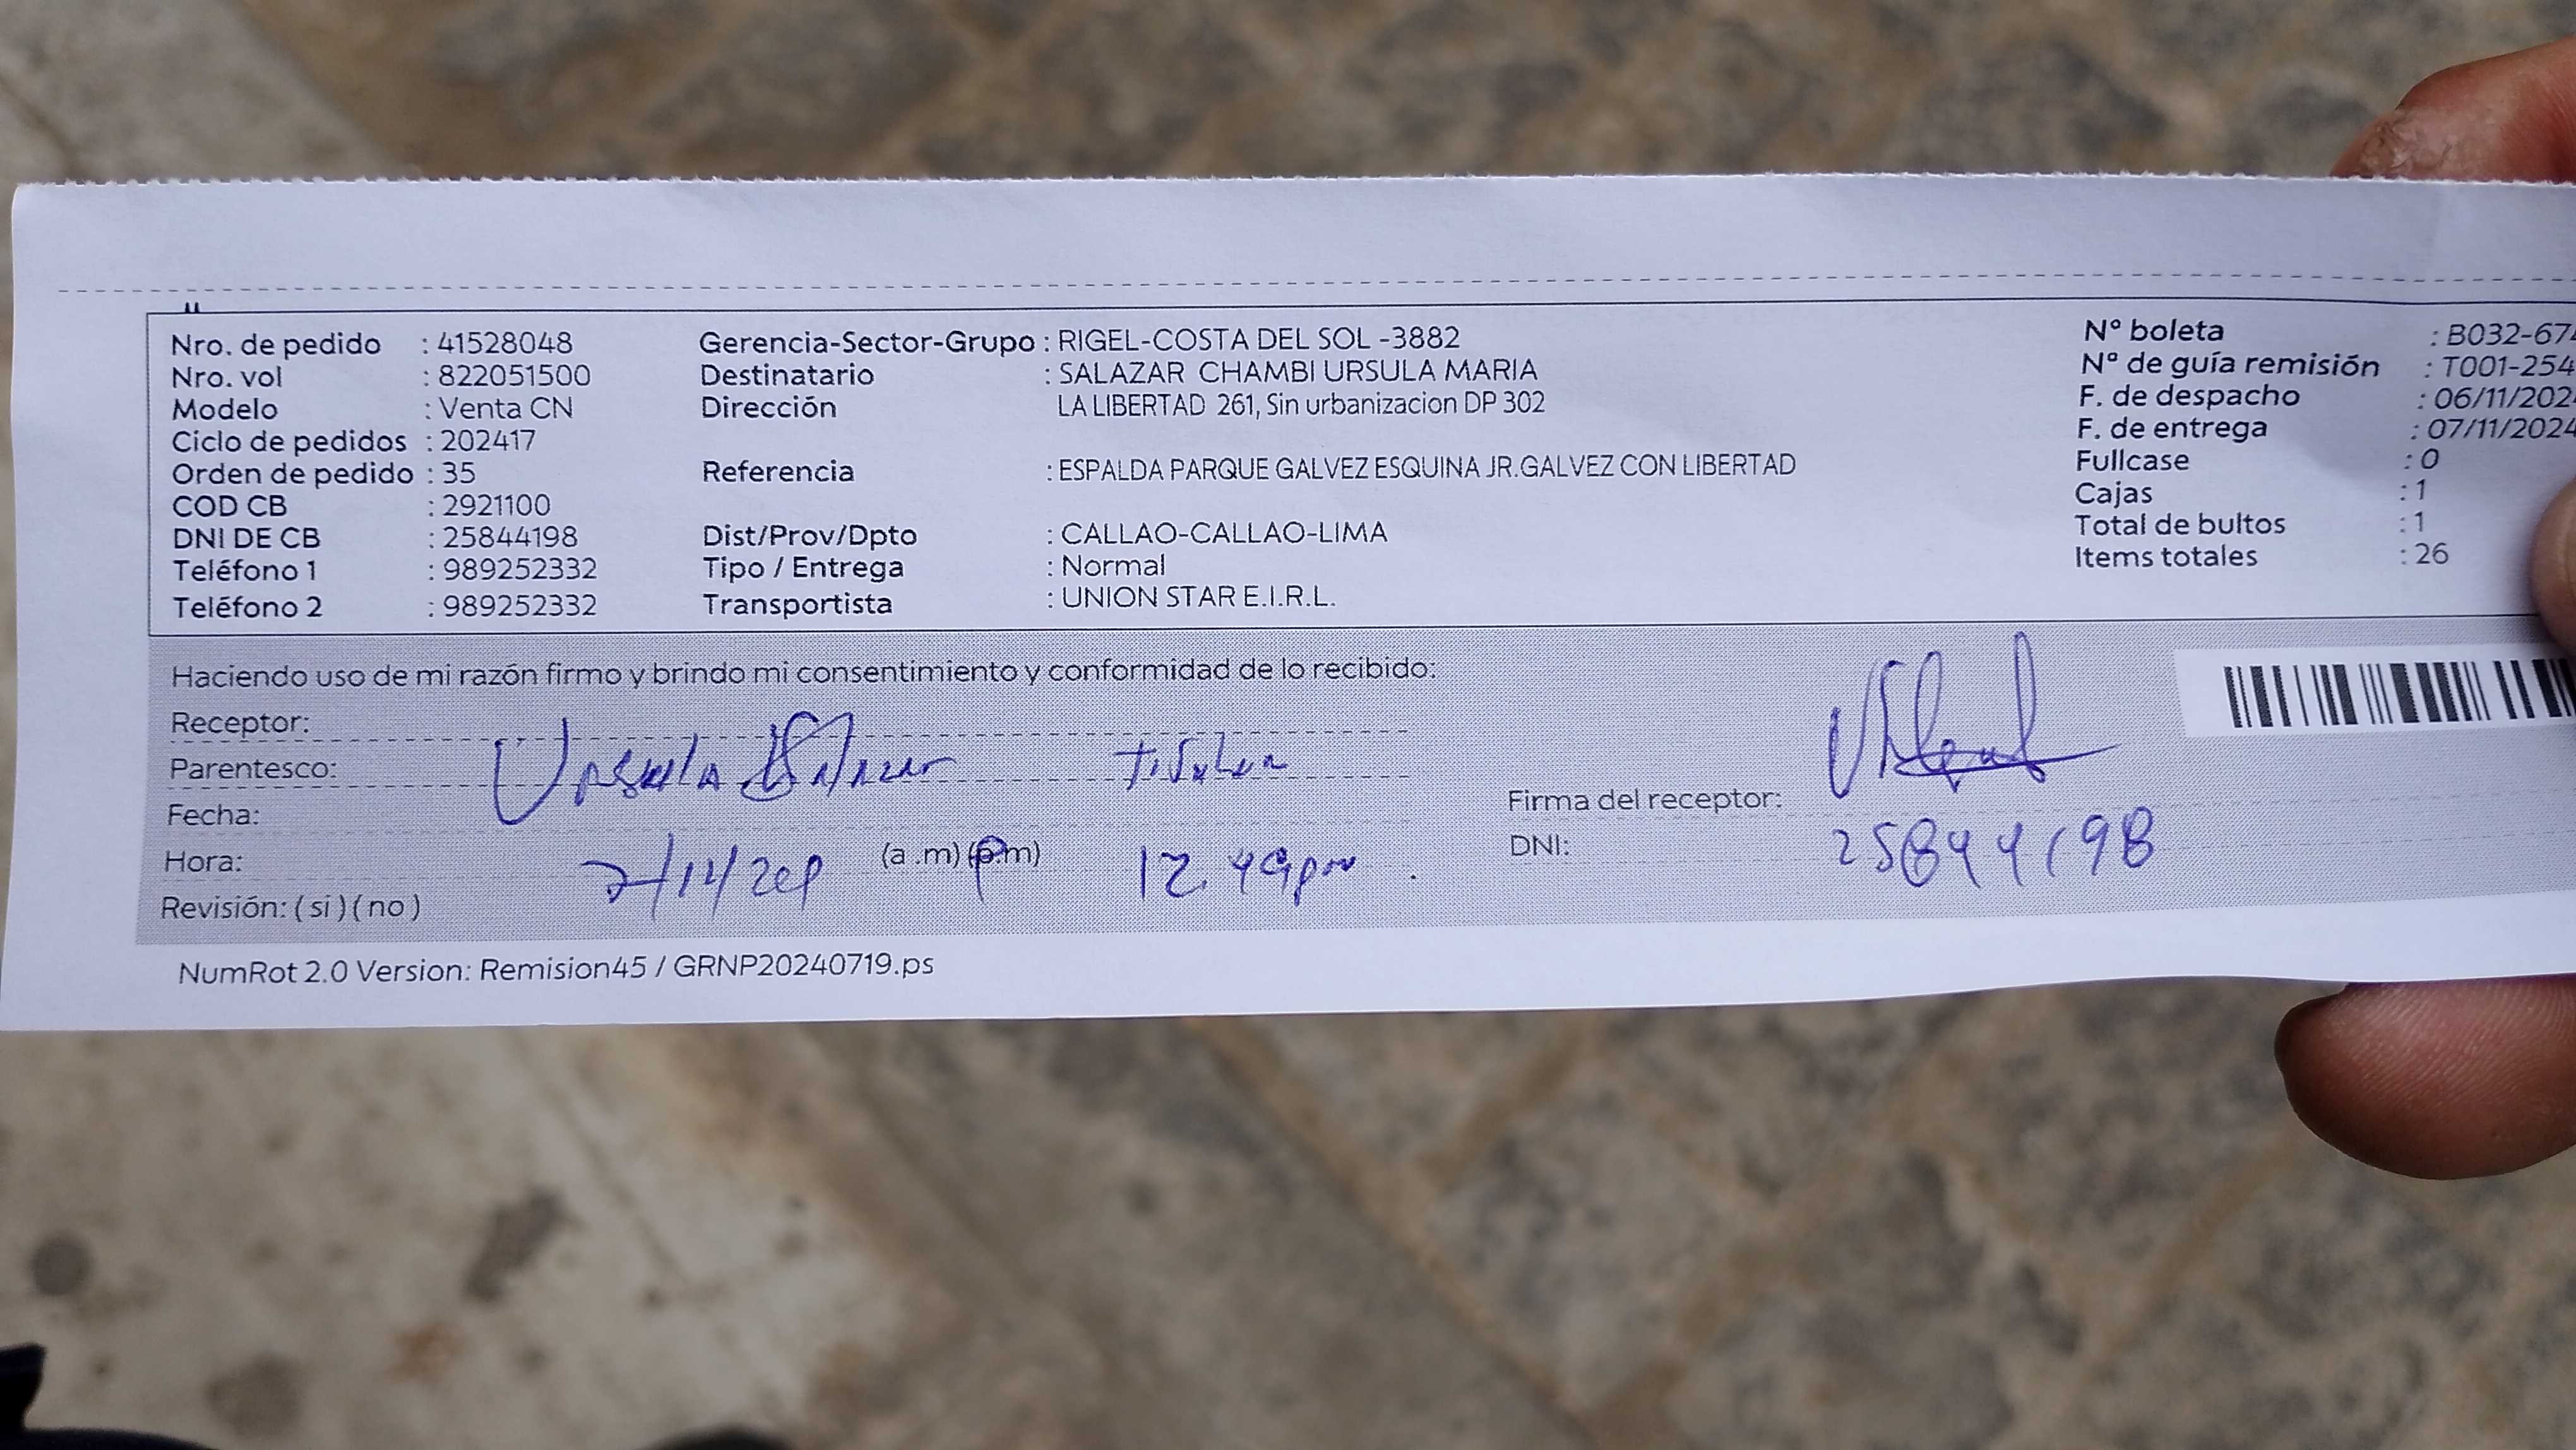 Nro. de pedido : 41528048 Gerencia-Sector-Grupo : RIGEL-COSTA DEL SOL -3882 N° boleta : B032-674
Nro. vol : 822051500 Destinatario : SALAZAR CHAMBI URSULA MARIA N° de guía remisión : T001-254
Modelo : Venta CN Dirección LA LIBERTAD 261, Sin urbanizacion DP 302 F. de despacho : 06/11/202
Ciclo de pedidos : 202417 F. de entrega : 07/11/2024
Orden de pedido : 35 Referencia : ESPALDA PARQUE GALVEZ ESQUINA JR.GALVEZ CON LIBERTAD Fullcase : 0
COD CB : 2921100 Cajas : 1
DNI DE CB : 25844198 Dist/Prov/Dpto : CALLAO-CALLAO-LIMA Total de bultos : 1
Teléfono 1 : 989252332 Tipo / Entrega : Normal Items totales : 26
Teléfono 2 : 989252332 Transportista : UNION STAR E.I.R.L.
Haciendo uso de mi razón firmo y brindo mi consentimiento y conformidad de lo recibido:
Receptor:
Parentesco: Ursula Salazar titular
Fecha: Firma del receptor:
Hora: (a .m) (p.m) 12.49pm DNI: 25844198
Revisión: ( si ) ( no )
NumRot 2.0 Version: Remision45 / GRNP20240719.ps